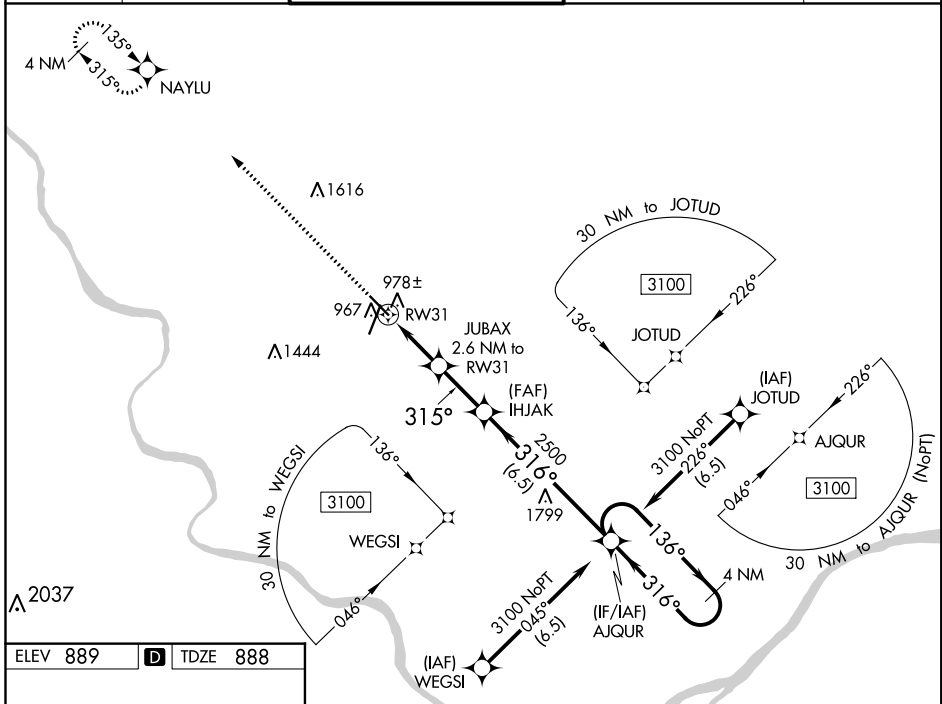 135°
4 NM
315°
NAYLU
1616
30 NM to JOTUD
3100
136°
226°
JOTUD
978±
967
RW31
JUBAX
2.6 NM to
RW31
1444
(FAF)
IHJAK
315°
(IAF)
JOTUD
3100 NoPT
226°
(6.5)
226°
AJQUR
046°
3100
30 NM to AJQUR (NoPT)
2500
316°
(6.5)
1799
30 NM to WEGSI
136°
3100
WEGSI
046°
136°
316°
4 NM
(IF/IAF)
AJQUR
3100 NoPT
045°
(6.5)
(IAF)
WEGSI
2037
ELEV 889 D TDZE 888